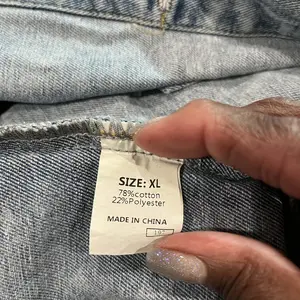 SIZE: XL
78%cotton
22%Polyester
MADE IN CHINA